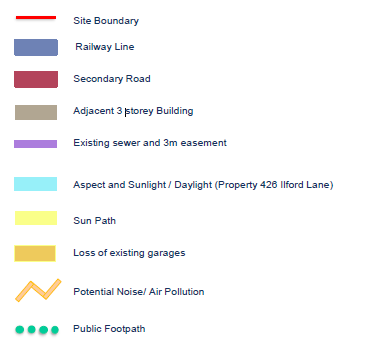 Site Boundary
Railway Line
Secondary Road
Adjacent 3 storey Building
Existing sewer and 3m easement
Aspect and Sunlight / Daylight (Property 426 Ilford Lane)
Sun Path
Loss of existing garages
Potential Noise/ Air Pollution
Public Footpath